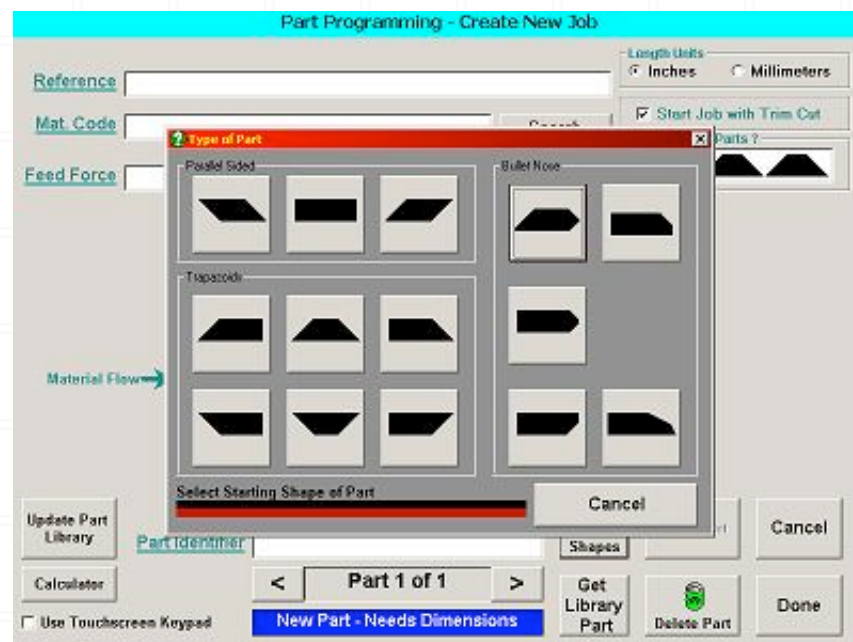 Part Programming - Create New Job
Length Units
Inches
Millimeters
Reference
Mat. Code
Start Job with Trim Cut
Parts ?
Feed Force
Type of Part
Parallel Sided
Bullet Nose
Trapazoids
Material Flow
Select Starting Shape of Part
Cancel
Update Part
Library
Part Identifier
Shapes
Cancel
Calculator
<
Part 1 of 1
>
Get
Library
Part
Delete Part
Done
Use Touchscreen Keypad
New Part - Needs Dimensions